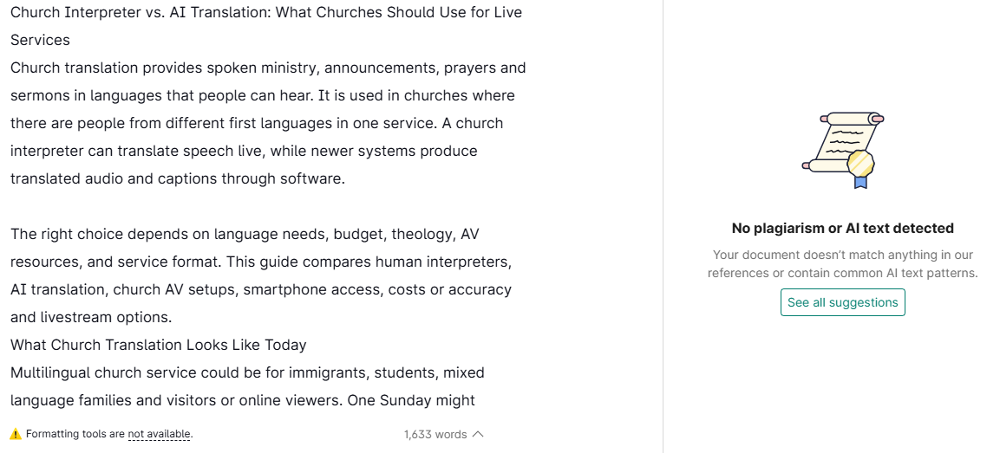 Church Interpreter vs. AI Translation: What Churches Should Use for Live
Services
Church translation provides spoken ministry, announcements, prayers and
sermons in languages that people can hear. It is used in churches where
there are people from different first languages in one service. A church
interpreter can translate speech live, while newer systems produce
translated audio and captions through software.
The right choice depends on language needs, budget, theology, AV
resources, and service format. This guide compares human interpreters,
AI translation, church AV setups, smartphone access, costs or accuracy
and livestream options.
What Church Translation Looks Like Today
Multilingual church service could be for immigrants, students, mixed
language families and visitors or online viewers. One Sunday might
Formatting tools are not available.
1,633 words
No plagiarism or AI text detected
Your document doesn’t match anything in our
references or contain common AI text patterns.
See all suggestions